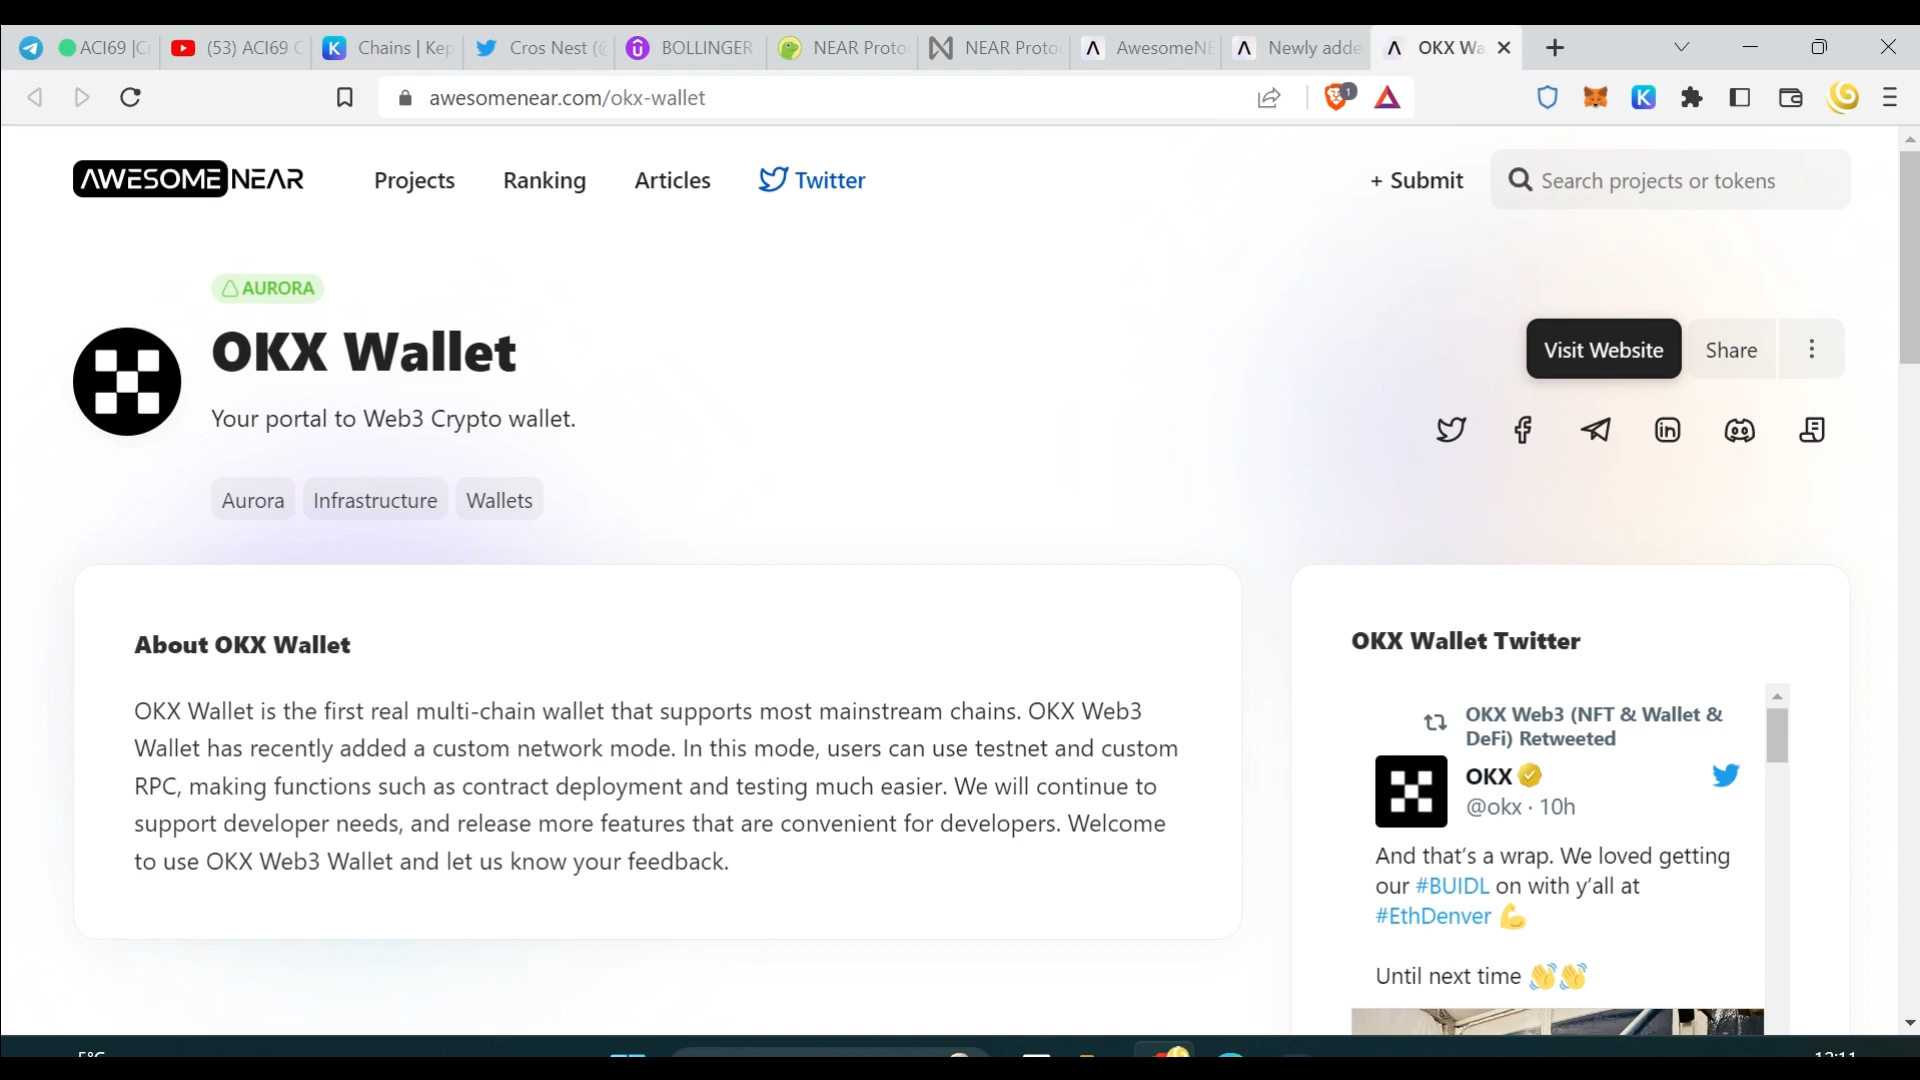 ACI69 |C
(53) ACI69 C
Chains | Kep
Cros Nest (@
BOLLINGER
NEAR Proto
NEAR Proto
AwesomeNE
Newly adde
OKX Wa
awesomenear.com/okx-wallet
1
AWESOME NEAR
Projects
Ranking
Articles
Twitter
+ Submit
Search projects or tokens
AURORA
OKX Wallet
Your portal to Web3 Crypto wallet.
Visit Website
Share
Aurora
Infrastructure
Wallets
About OKX Wallet
OKX Wallet is the first real multi-chain wallet that supports most mainstream chains. OKX Web3
Wallet has recently added a custom network mode. In this mode, users can use testnet and custom
RPC, making functions such as contract deployment and testing much easier. We will continue to
support developer needs, and release more features that are convenient for developers. Welcome
to use OKX Web3 Wallet and let us know your feedback.
OKX Wallet Twitter
OKX Web3 (NFT & Wallet &
DeFi) Retweeted
OKX
@okx · 10h
And that's a wrap. We loved getting
our #BUIDL on with y'all at
#EthDenver 💪
Until next time 👋👋